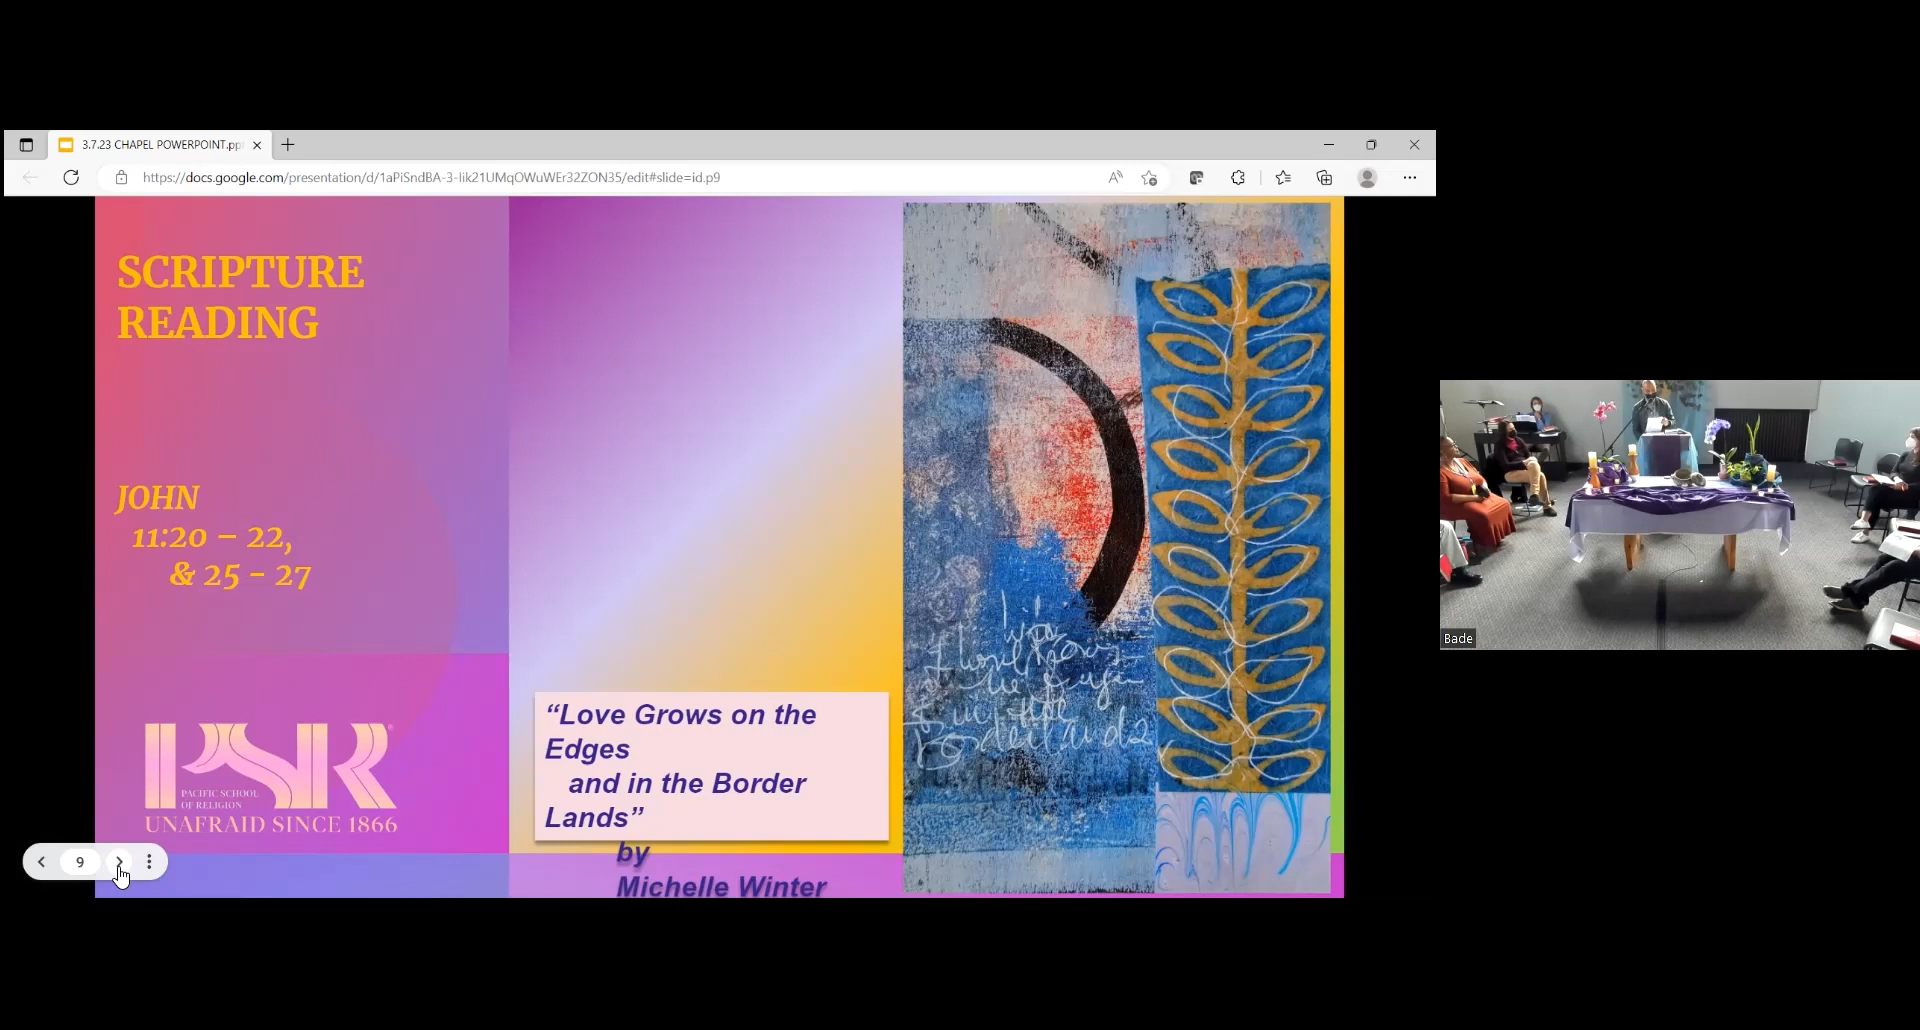 3.7.23 CHAPEL POWERPOINT.pp
https://docs.google.com/presentation/d/1aPiSndBA-3-Iik21UMqOWuWEr32ZON35/edit#slide=id.p9
SCRIPTURE
READING
JOHN
11:20 – 22,
& 25 - 27
PSR
PACIFIC SCHOOL
OF RELIGION
UNAFRAID SINCE 1866
9
“Love Grows on the
Edges
and in the Border
Lands”
by
Michelle Winter
Bade